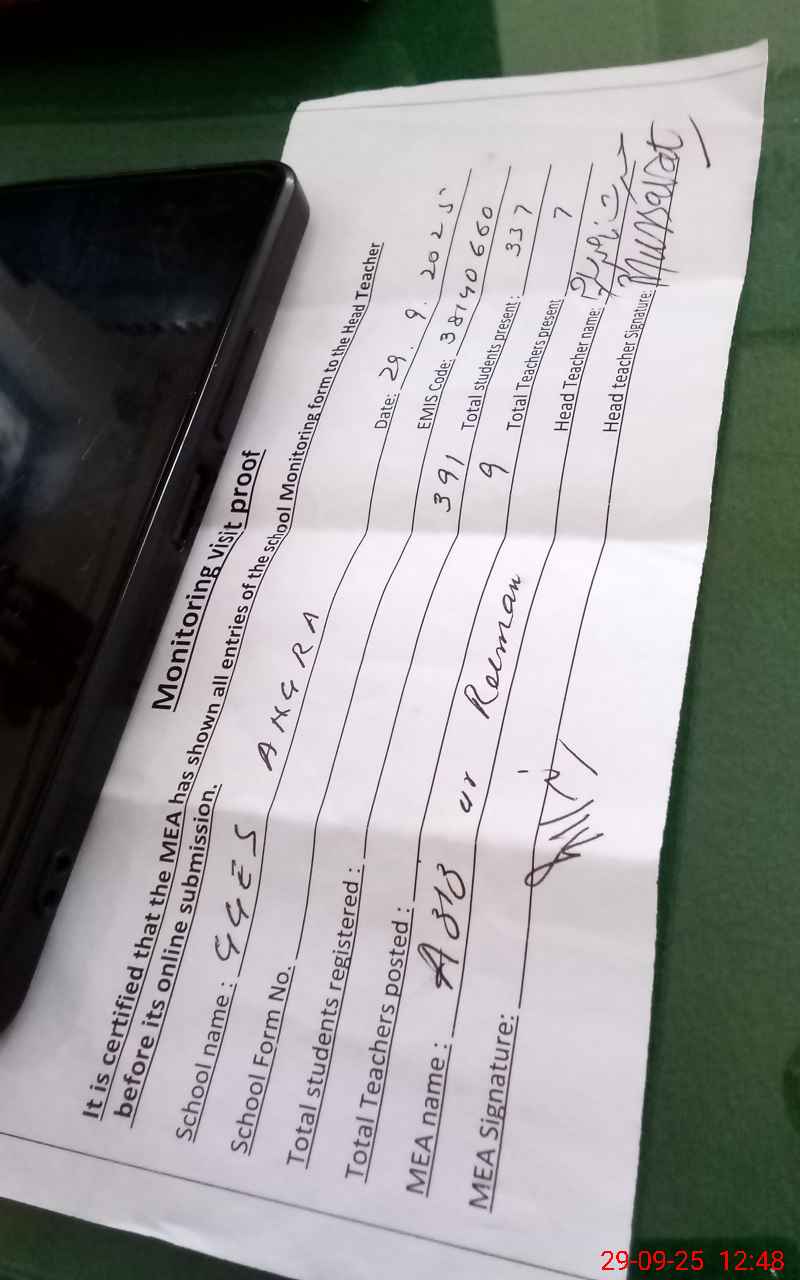 Monitoring visit proof
It is certified that the MEA has shown all entries of the school Monitoring form to the Head Teacher
before its online submission.
School name: GGES ANGRA Date: 29.9.2025
School Form No. EMIS Code: 38140660
Total students registered: 391 Total students present: 337
Total Teachers posted: 9 Total Teachers present 7
MEA name: ur Rehman Head Teacher name:
MEA Signature: Head teacher Signature: Mussarat
29-09-25 12:48